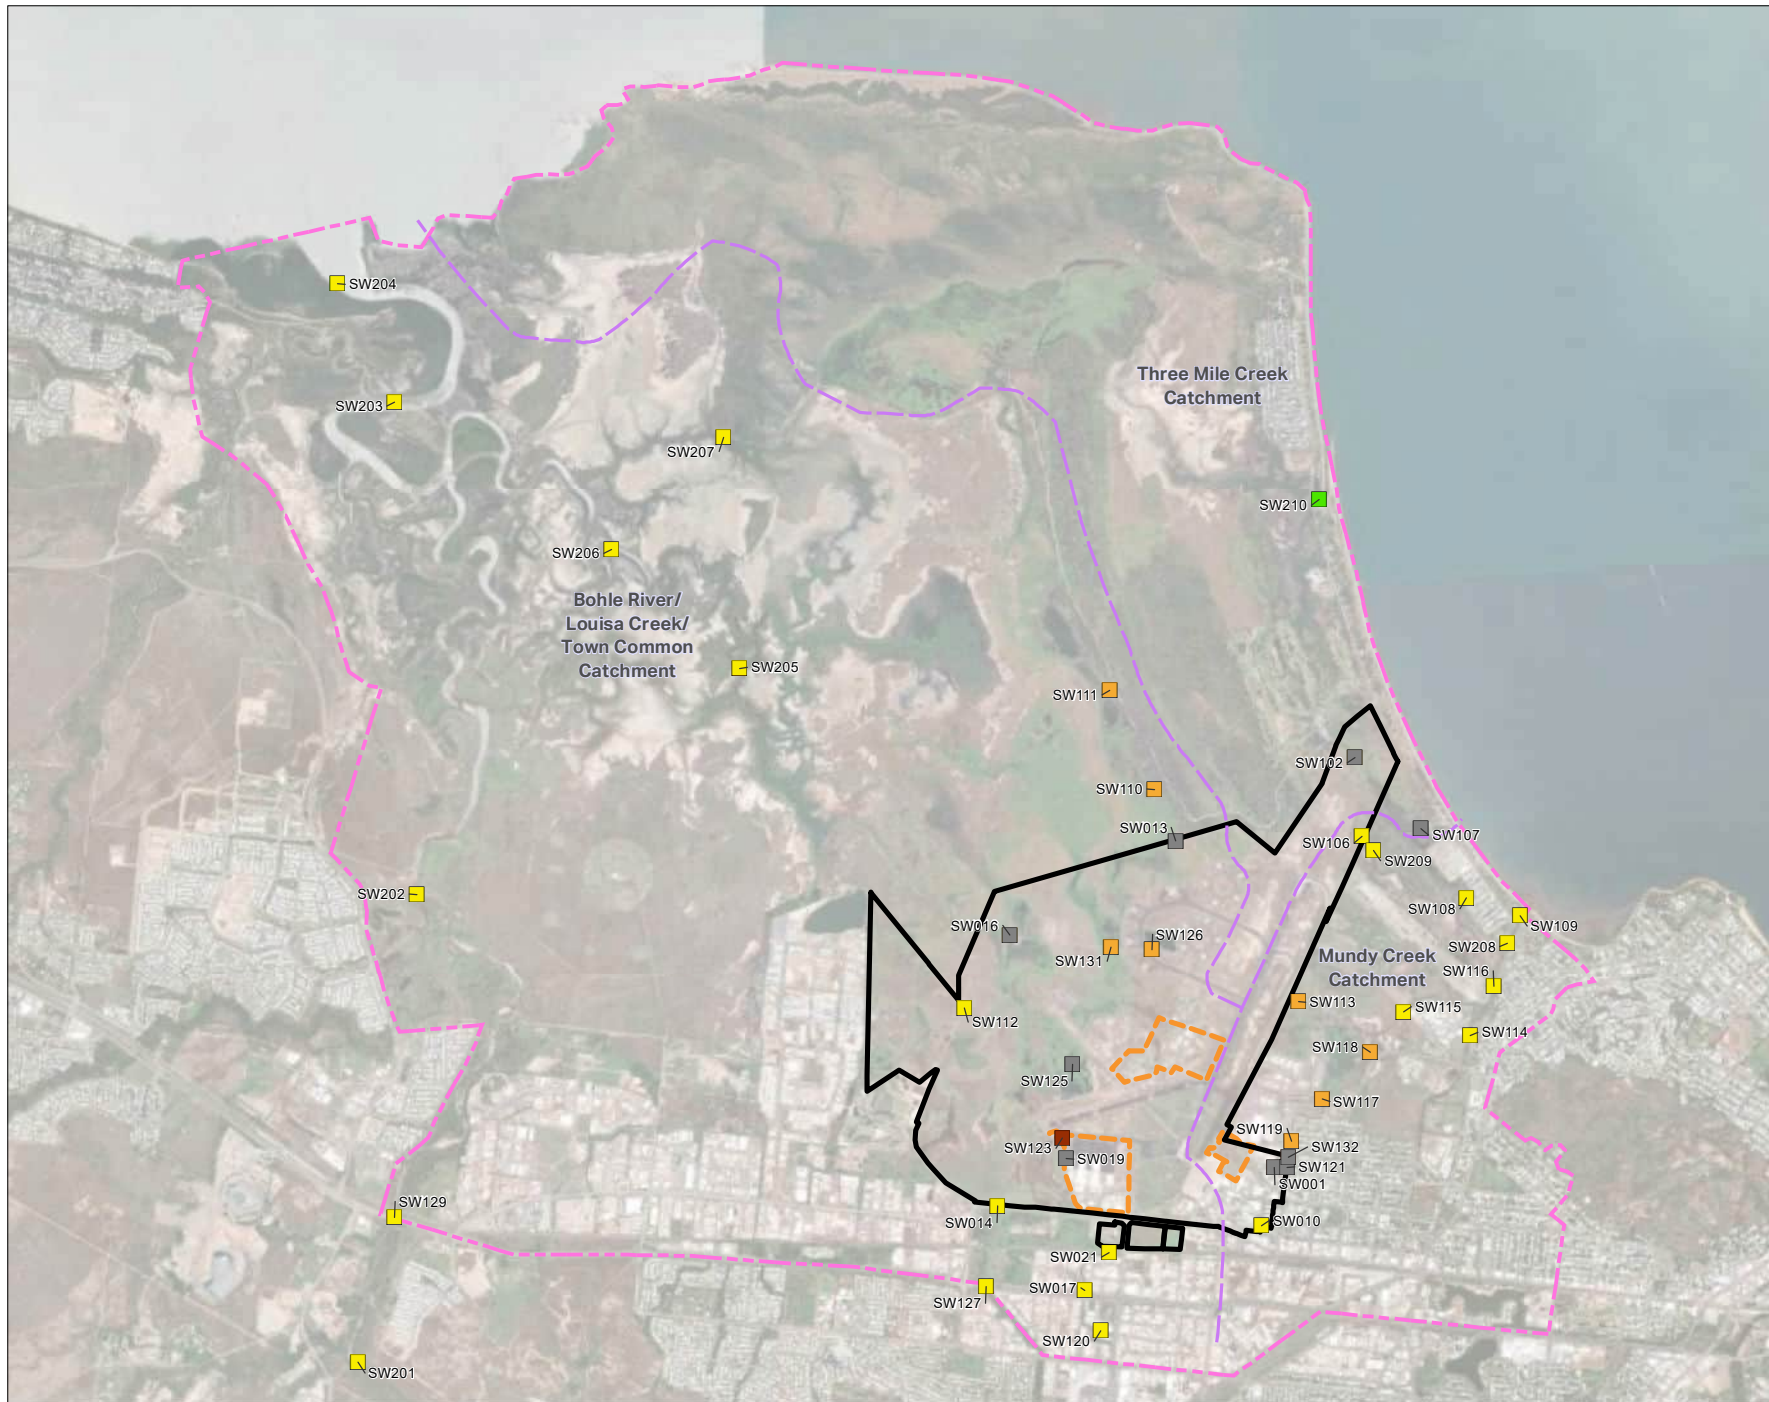 SW204
Three Mile Creek
Catchment
SW203
SW207
SW210
SW206
Bohle River/
Louisa Creek/
Town Common
Catchment
SW205
SW111
SW102
SW110
SW013
SW107
SW106
SW209
SW202
SW108
SW109
SW016
SW126
SW208
SW131
Mundy Creek
Catchment
SW116
SW113
SW115
SW112
SW114
SW118
SW125
SW117
SW119
SW123
SW132
SW019
SW121
SW001
SW129
SW014
SW010
SW021
SW017
SW127
SW120
SW201